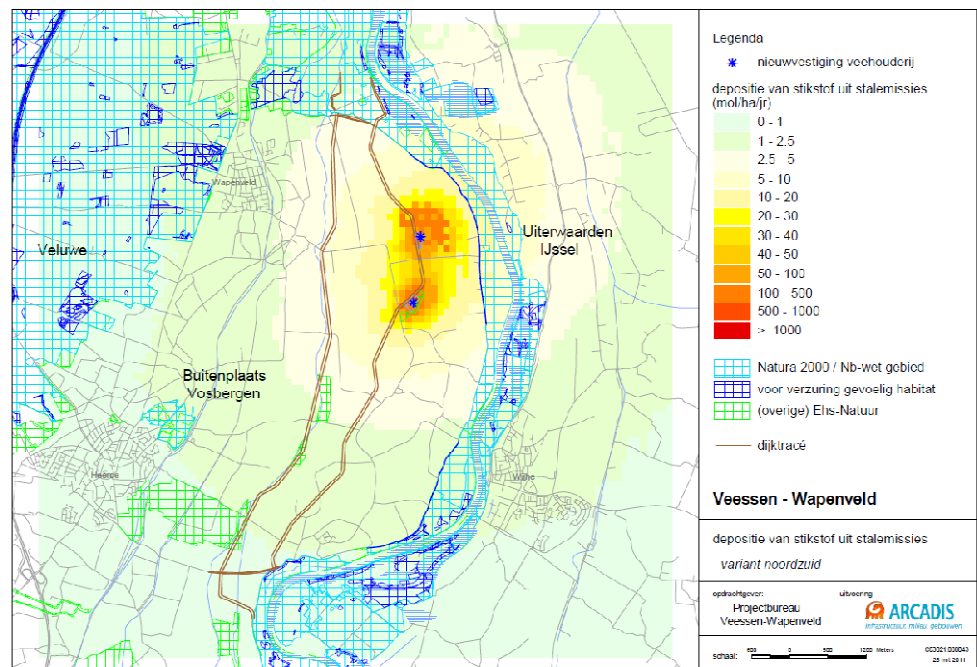 Wapenveld
Veluwe
Uiterwaarden
IJssel
Buitenplaats
Vosbergen
Heerde
Wijhe
Legenda
nieuwvestiging veehouderij
depositie van stikstof uit stalemissies
(mol/ha/jr)
0 - 1
1 - 2.5
2.5 - 5
5 - 10
10 - 20
20 - 30
30 - 40
40 - 50
50 - 100
100 - 500
500 - 1000
> 1000
Natura 2000 / Nb-wet gebied
voor verzuring gevoelig habitat
(overige) Ehs-Natuur
dijktracé
Veessen - Wapenveld
depositie van stikstof uit stalemissies
variant noordzuid
opdrachtgever:
Projectbureau
Veessen-Wapenveld
uitvoering
ARCADIS
Infrastructuur, milieu, gebouwen
schaal:
0 500 1200 Meters